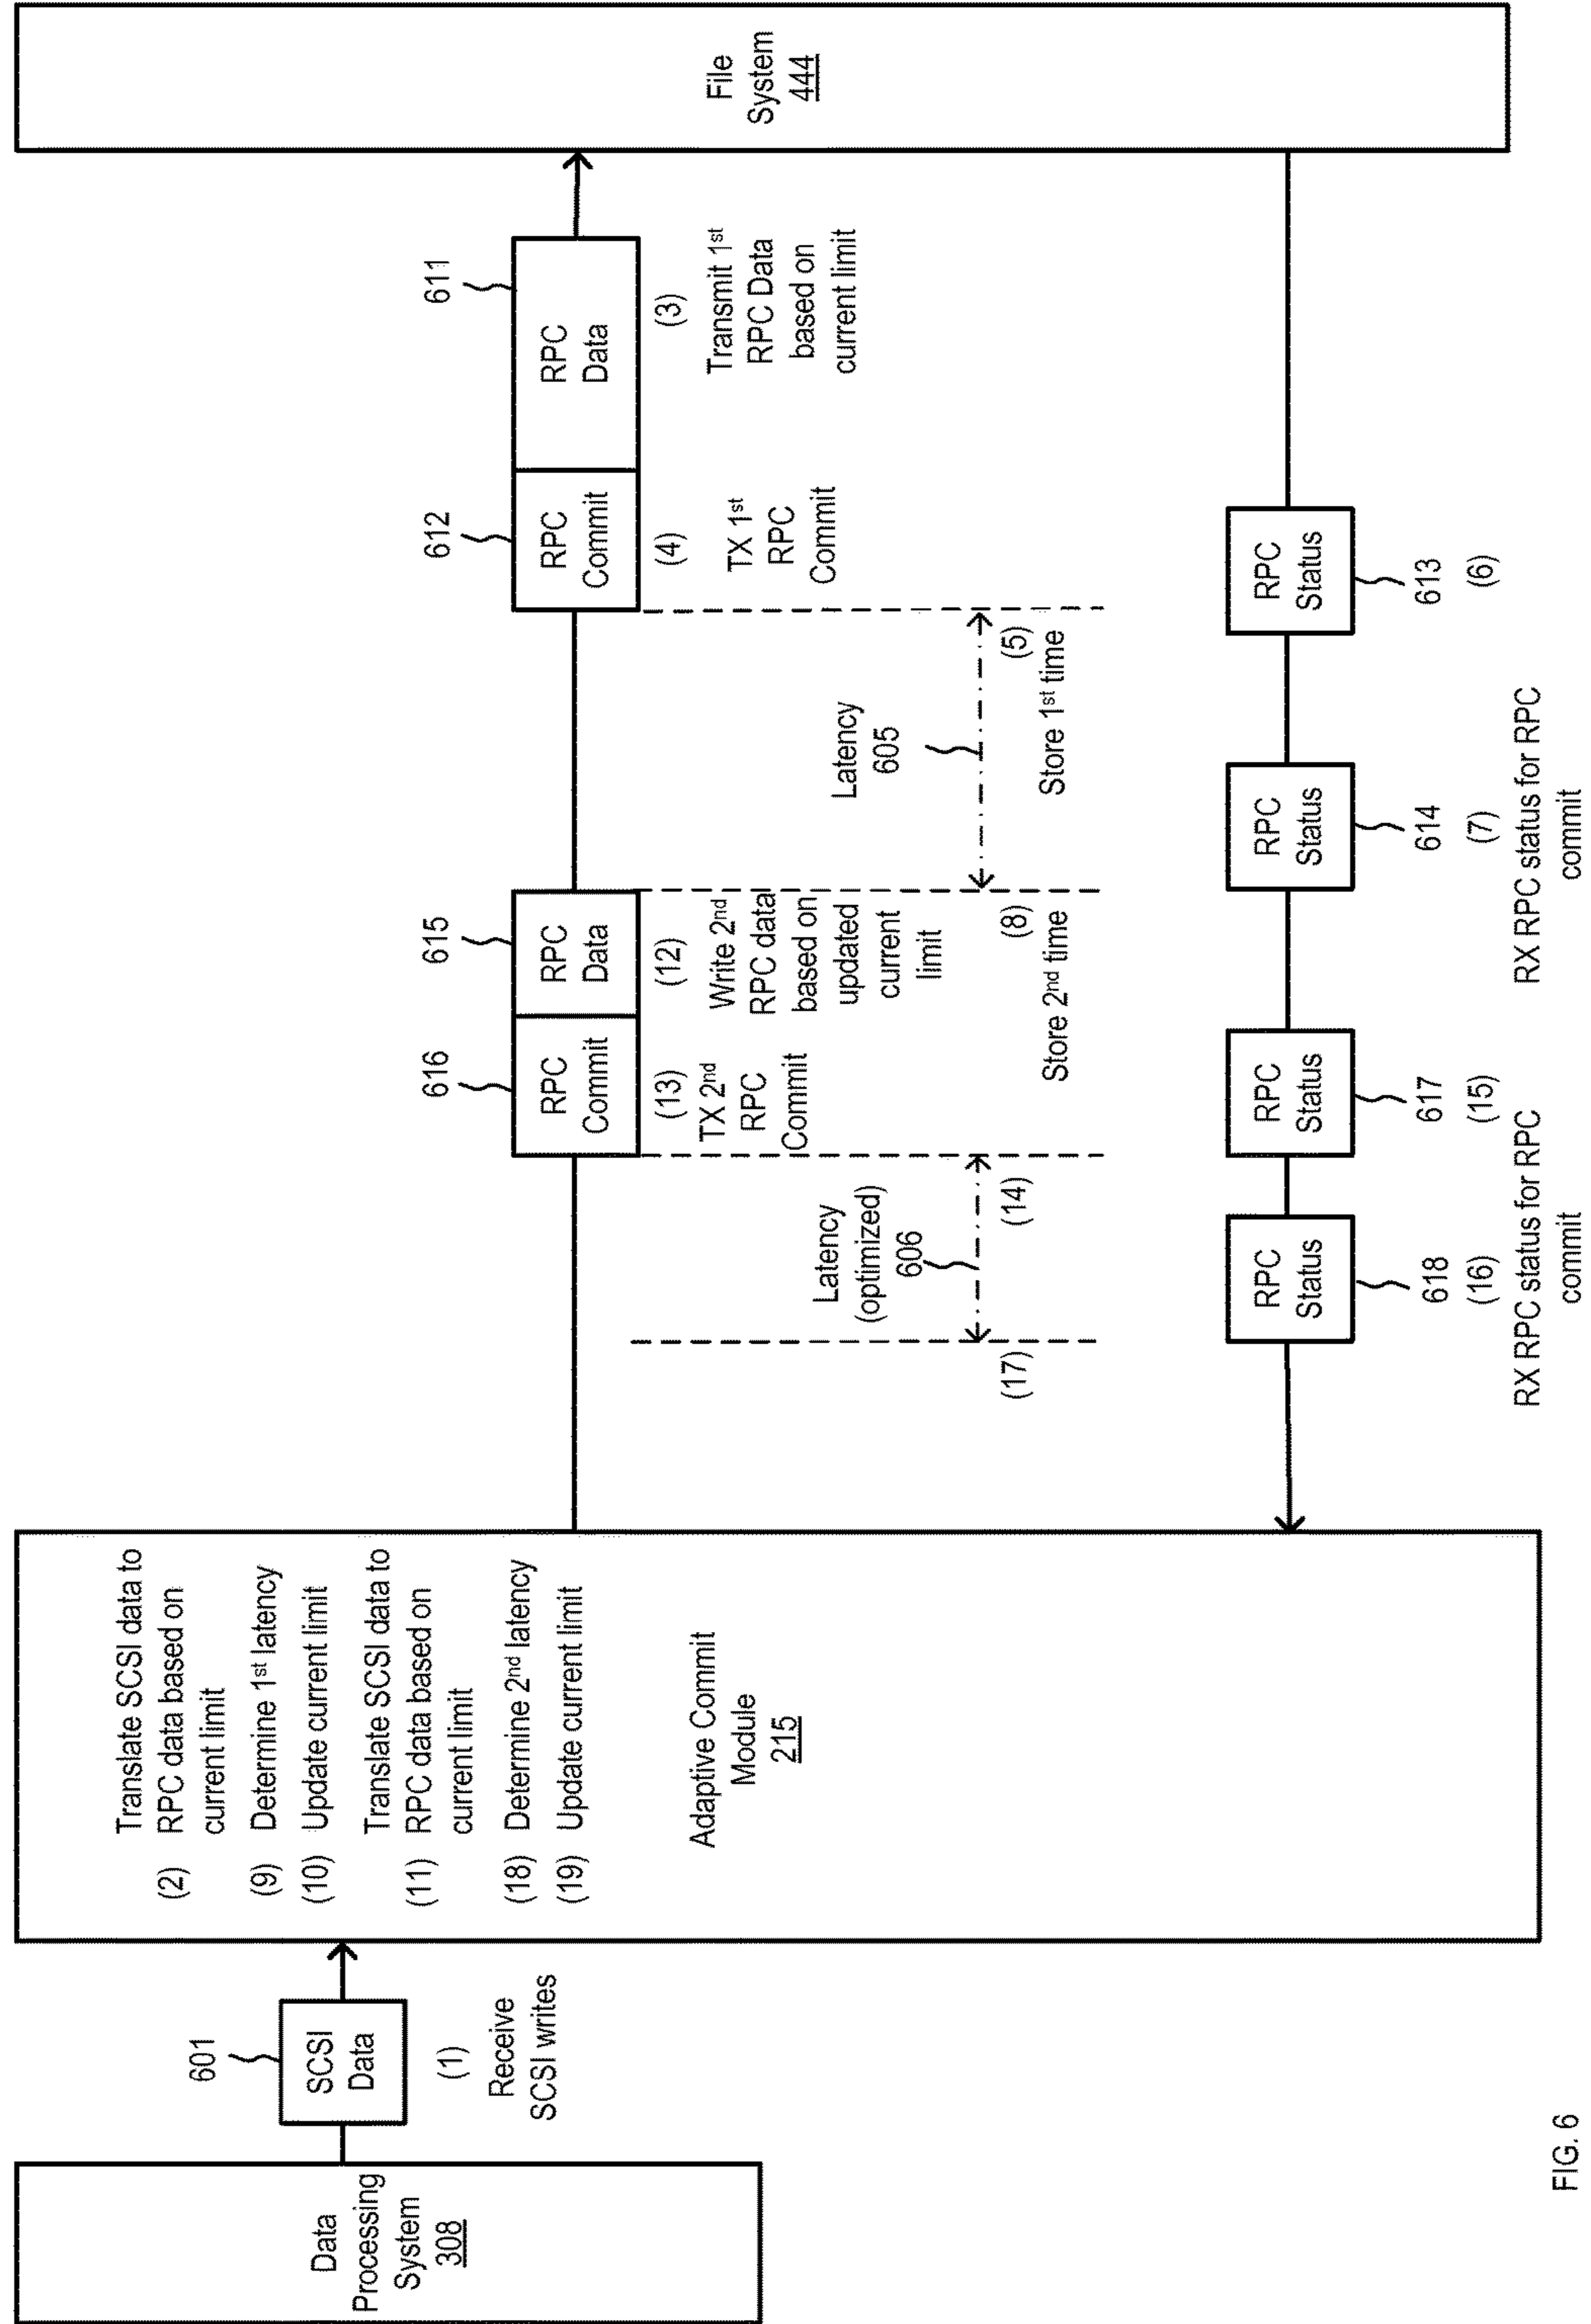 Data
Processing
System
308
601
SCSI
Data
(1)
Receive
SCSI writes
Translate SCSI data to
(2) RPC data based on
current limit
(9) Determine 1st latency
(10) Update current limit
Translate SCSI data to
(11) RPC data based on
current limit
(18) Determine 2nd latency
(19) Update current limit
Adaptive Commit
Module
215
616
RPC
Commit
(13)
TX 2nd
RPC
Commit
615
RPC
Data
(12)
Write 2nd
RPC data
based on
updated
current
limit
612
RPC
Commit
(4)
TX 1st
RPC
Commit
611
RPC
Data
(3)
Transmit 1st
RPC Data
based on
current limit
Latency
(optimized)
606
(17)
(14)
Latency
605
(8)
Store 2nd time
(5)
Store 1st time
RPC
Status
618
(16)
RX RPC status for RPC
commit
RPC
Status
617
(15)
RPC
Status
614
(7)
RX RPC status for RPC
commit
RPC
Status
613
(6)
File
System
444
FIG. 6